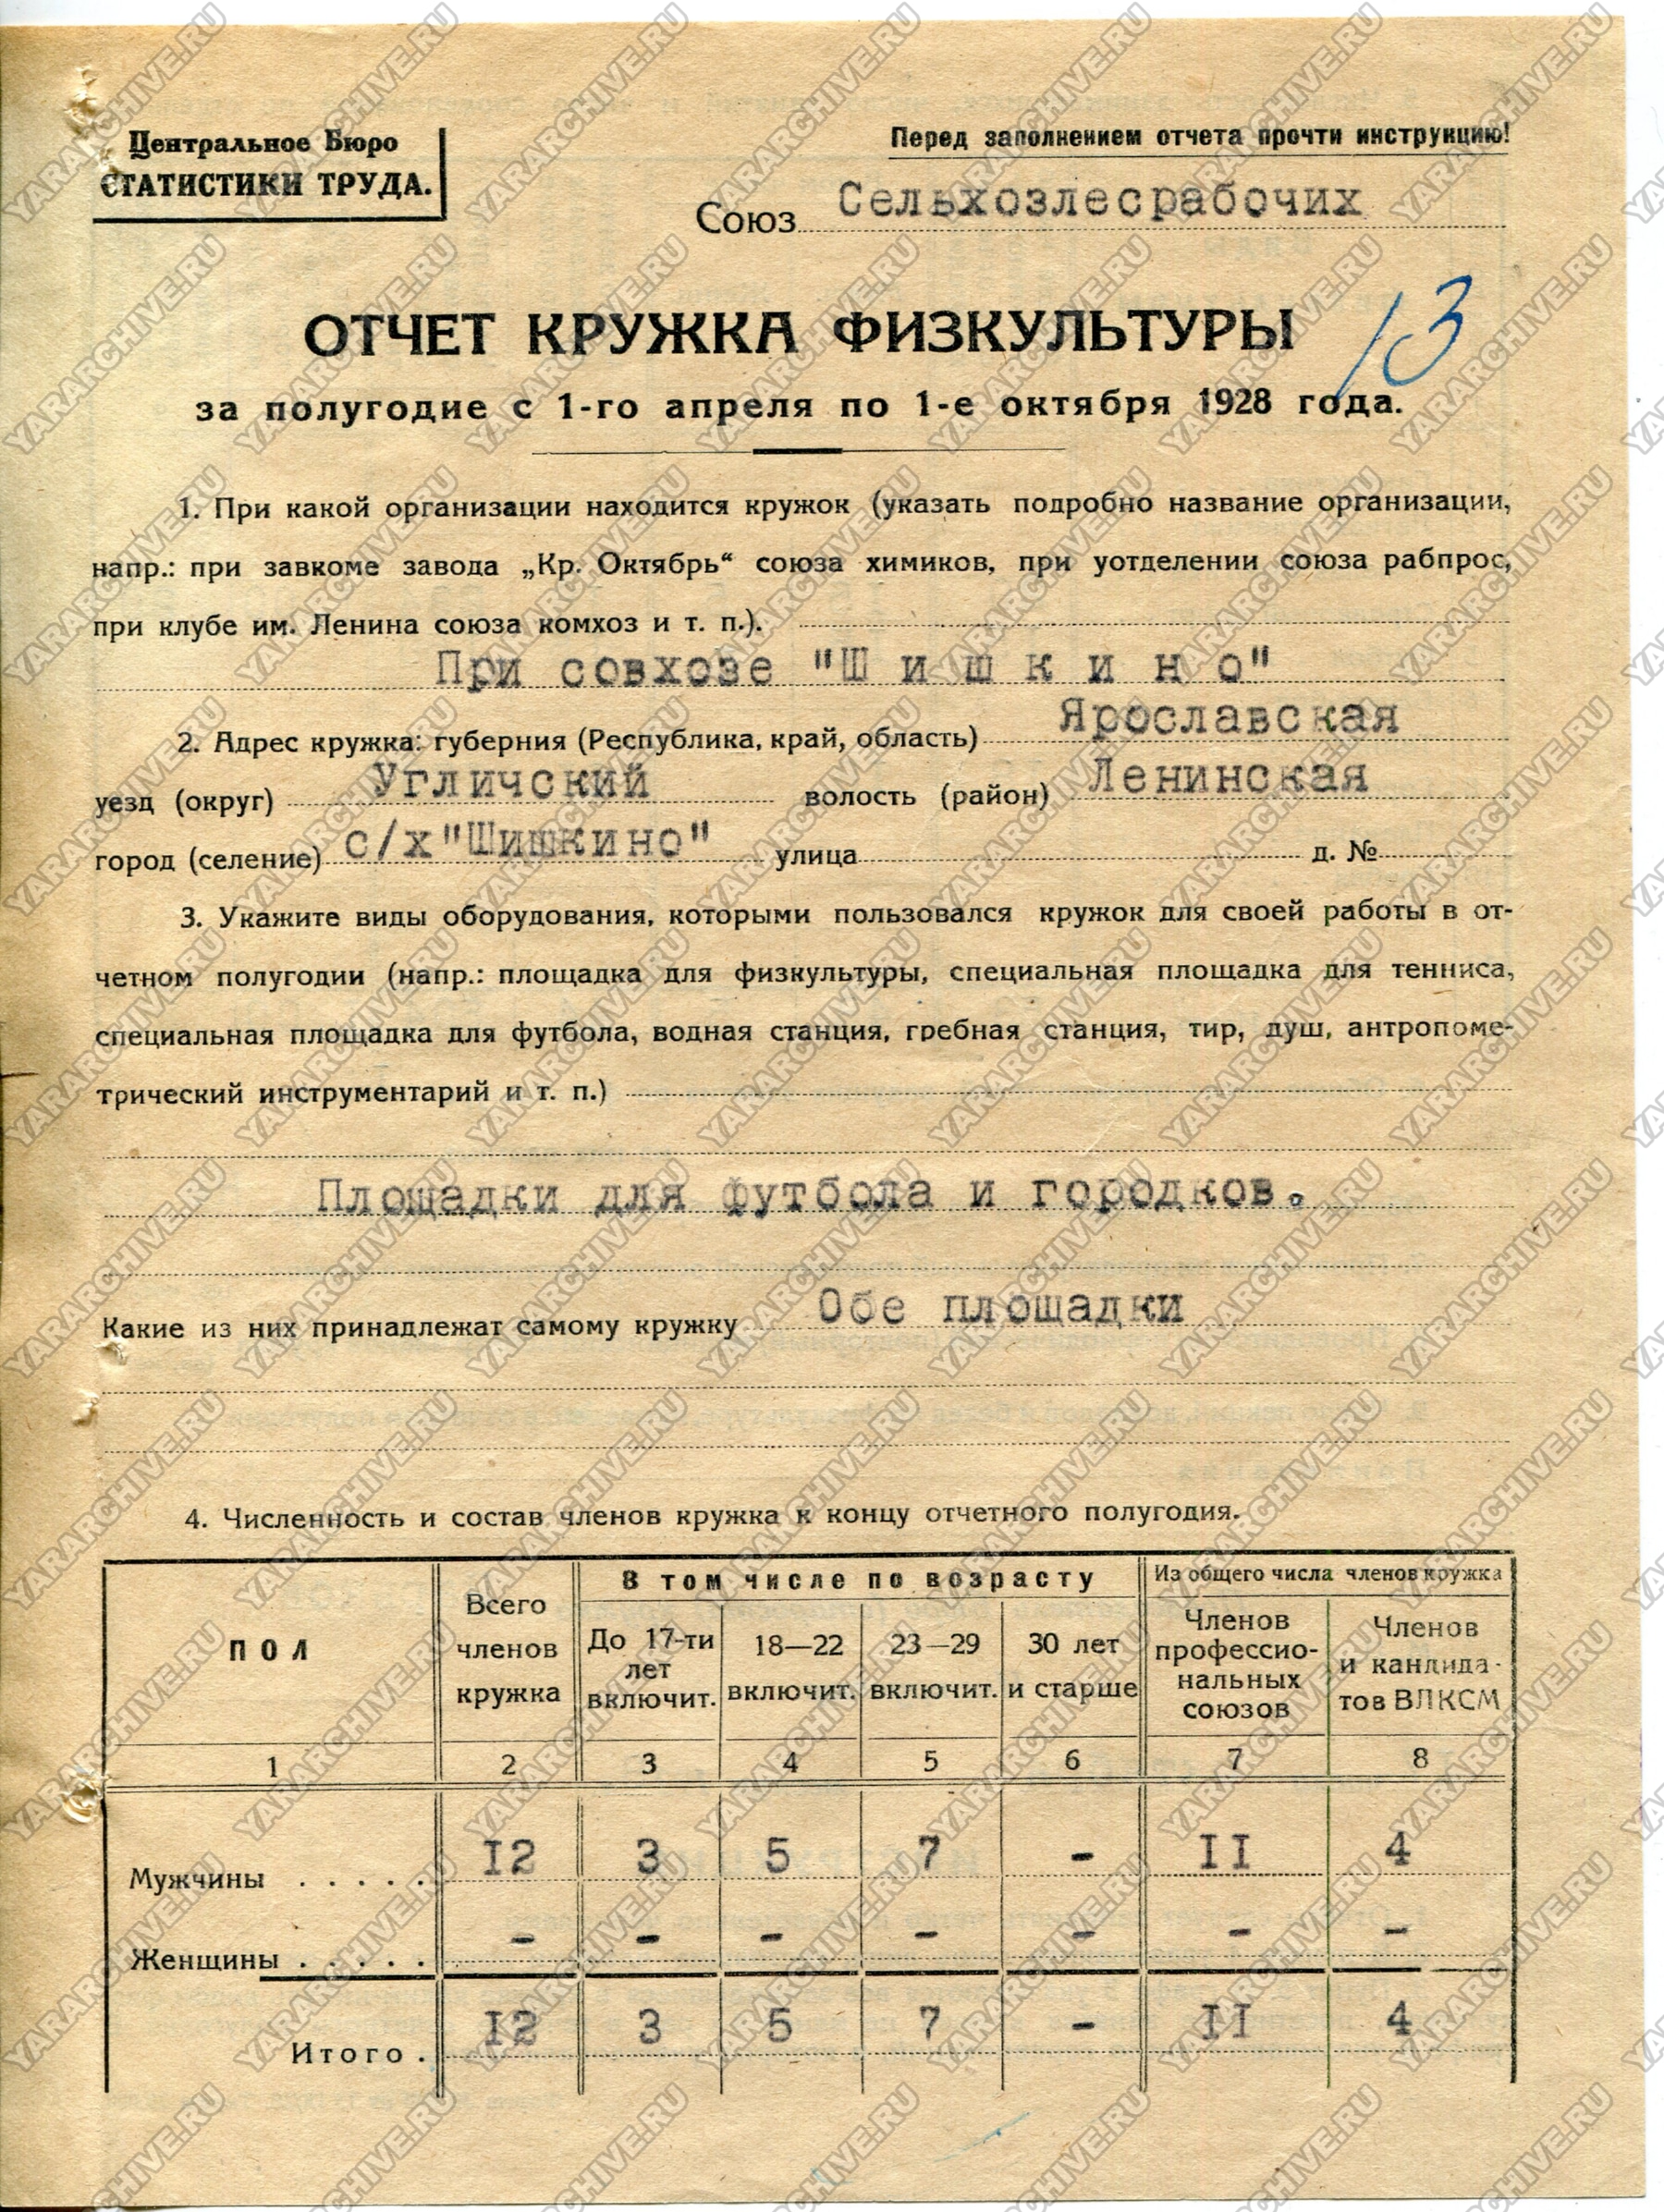 Центральное Бюро
СТАТИСТИКИ ТРУДА.
Перед заполнением отчета прочти инструкцию!
Союз Сельхозлесрабочих
13
ОТЧЕТ КРУЖКА ФИЗКУЛЬТУРЫ
за полугодие с 1-го апреля по 1-е октября 1928 года.
1. При какой организации находится кружок (указать подробно название организации,
напр.: при завкоме завода „Кр. Октябрь“ союза химиков, при уотделении союза рабпрос,
при клубе им. Ленина союза комхоз и т. п.).
При совхозе "Ш и ш к и н о"
2. Адрес кружка: губерния (Республика, край, область) Ярославская
уезд (округ) Угличский волость (район) Ленинская
город (селение) с/х"Шишкино" улица д. №
3. Укажите виды оборудования, которыми пользовался кружок для своей работы в от-
четном полугодии (напр.: площадка для физкультуры, специальная площадка для тенниса,
специальная площадка для футбола, водная станция, гребная станция, тир, душ, антропоме-
трический инструментарий и т. п.)
Площадки для футбола и городков.
Какие из них принадлежат самому кружку Обе площадки
4. Численность и состав членов кружка к концу отчетного полугодия.
ПОЛ
Всего
членов
кружка
В том числе по возрасту
До 17-ти
лет
включит.
18—22
включит.
23—29
включит.
30 лет
и старше
Из общего числа членов кружка
Членов
профессио-
нальных
союзов
Членов
и кандида-
тов ВЛКСМ
1 2 3 4 5 6 7 8
Мужчины . . . . . 12 3 5 7 - II 4
Женщины . . . . . - - - - - - -
Итого . 12 3 5 7 - II 4
YARARCHIVE.RU